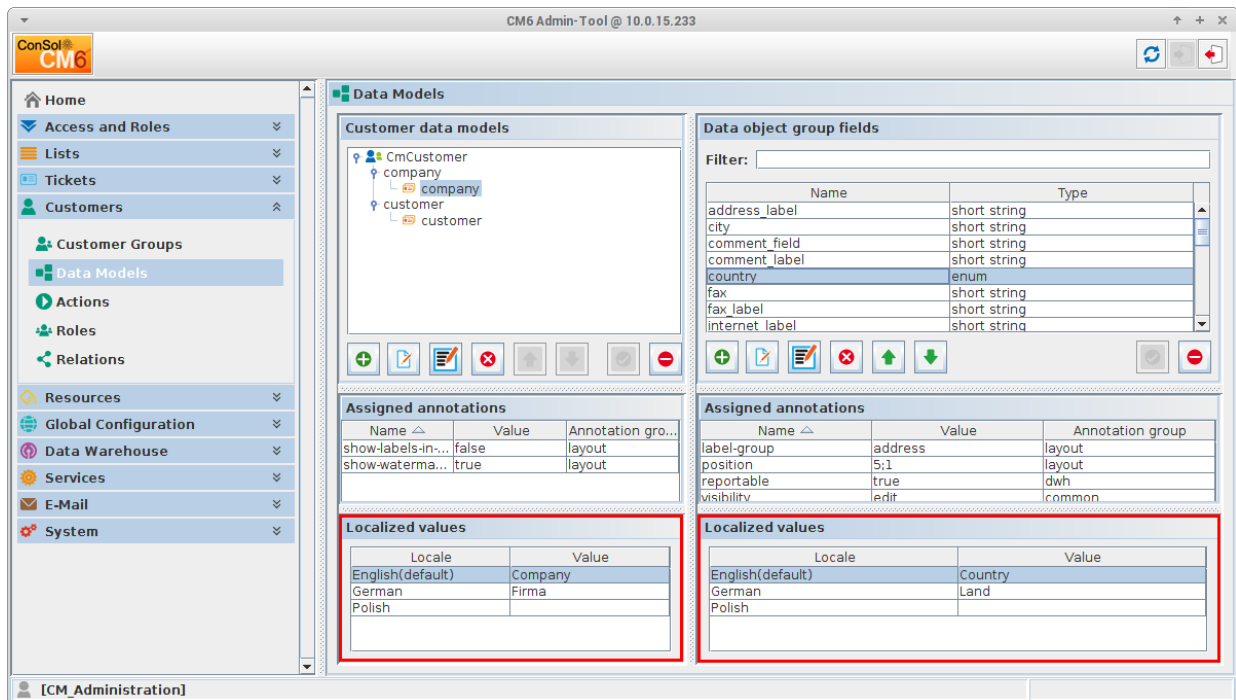 CM6 Admin-Tool @ 10.0.15.233
ConSol
CM6
Home
Access and Roles
Lists
Tickets
Customers
Customer Groups
Data Models
Actions
Roles
Relations
Resources
Global Configuration
Data Warehouse
Services
E-Mail
System
Data Models
Customer data models
CmCustomer
company
company
customer
customer
Data object group fields
Filter:
Name Type
address_label short string
city short string
comment_field short string
comment_label short string
country enum
fax short string
fax_label short string
internet_label short string
Assigned annotations
Name Value Annotation gro...
show-labels-in-... false layout
show-waterma... true layout
Assigned annotations
Name Value Annotation group
label-group address layout
position 5;1 layout
reportable true dwh
visibility edit common
Localized values
Locale Value
English(default) Company
German Firma
Polish
Localized values
Locale Value
English(default) Country
German Land
Polish
[CM_Administration]